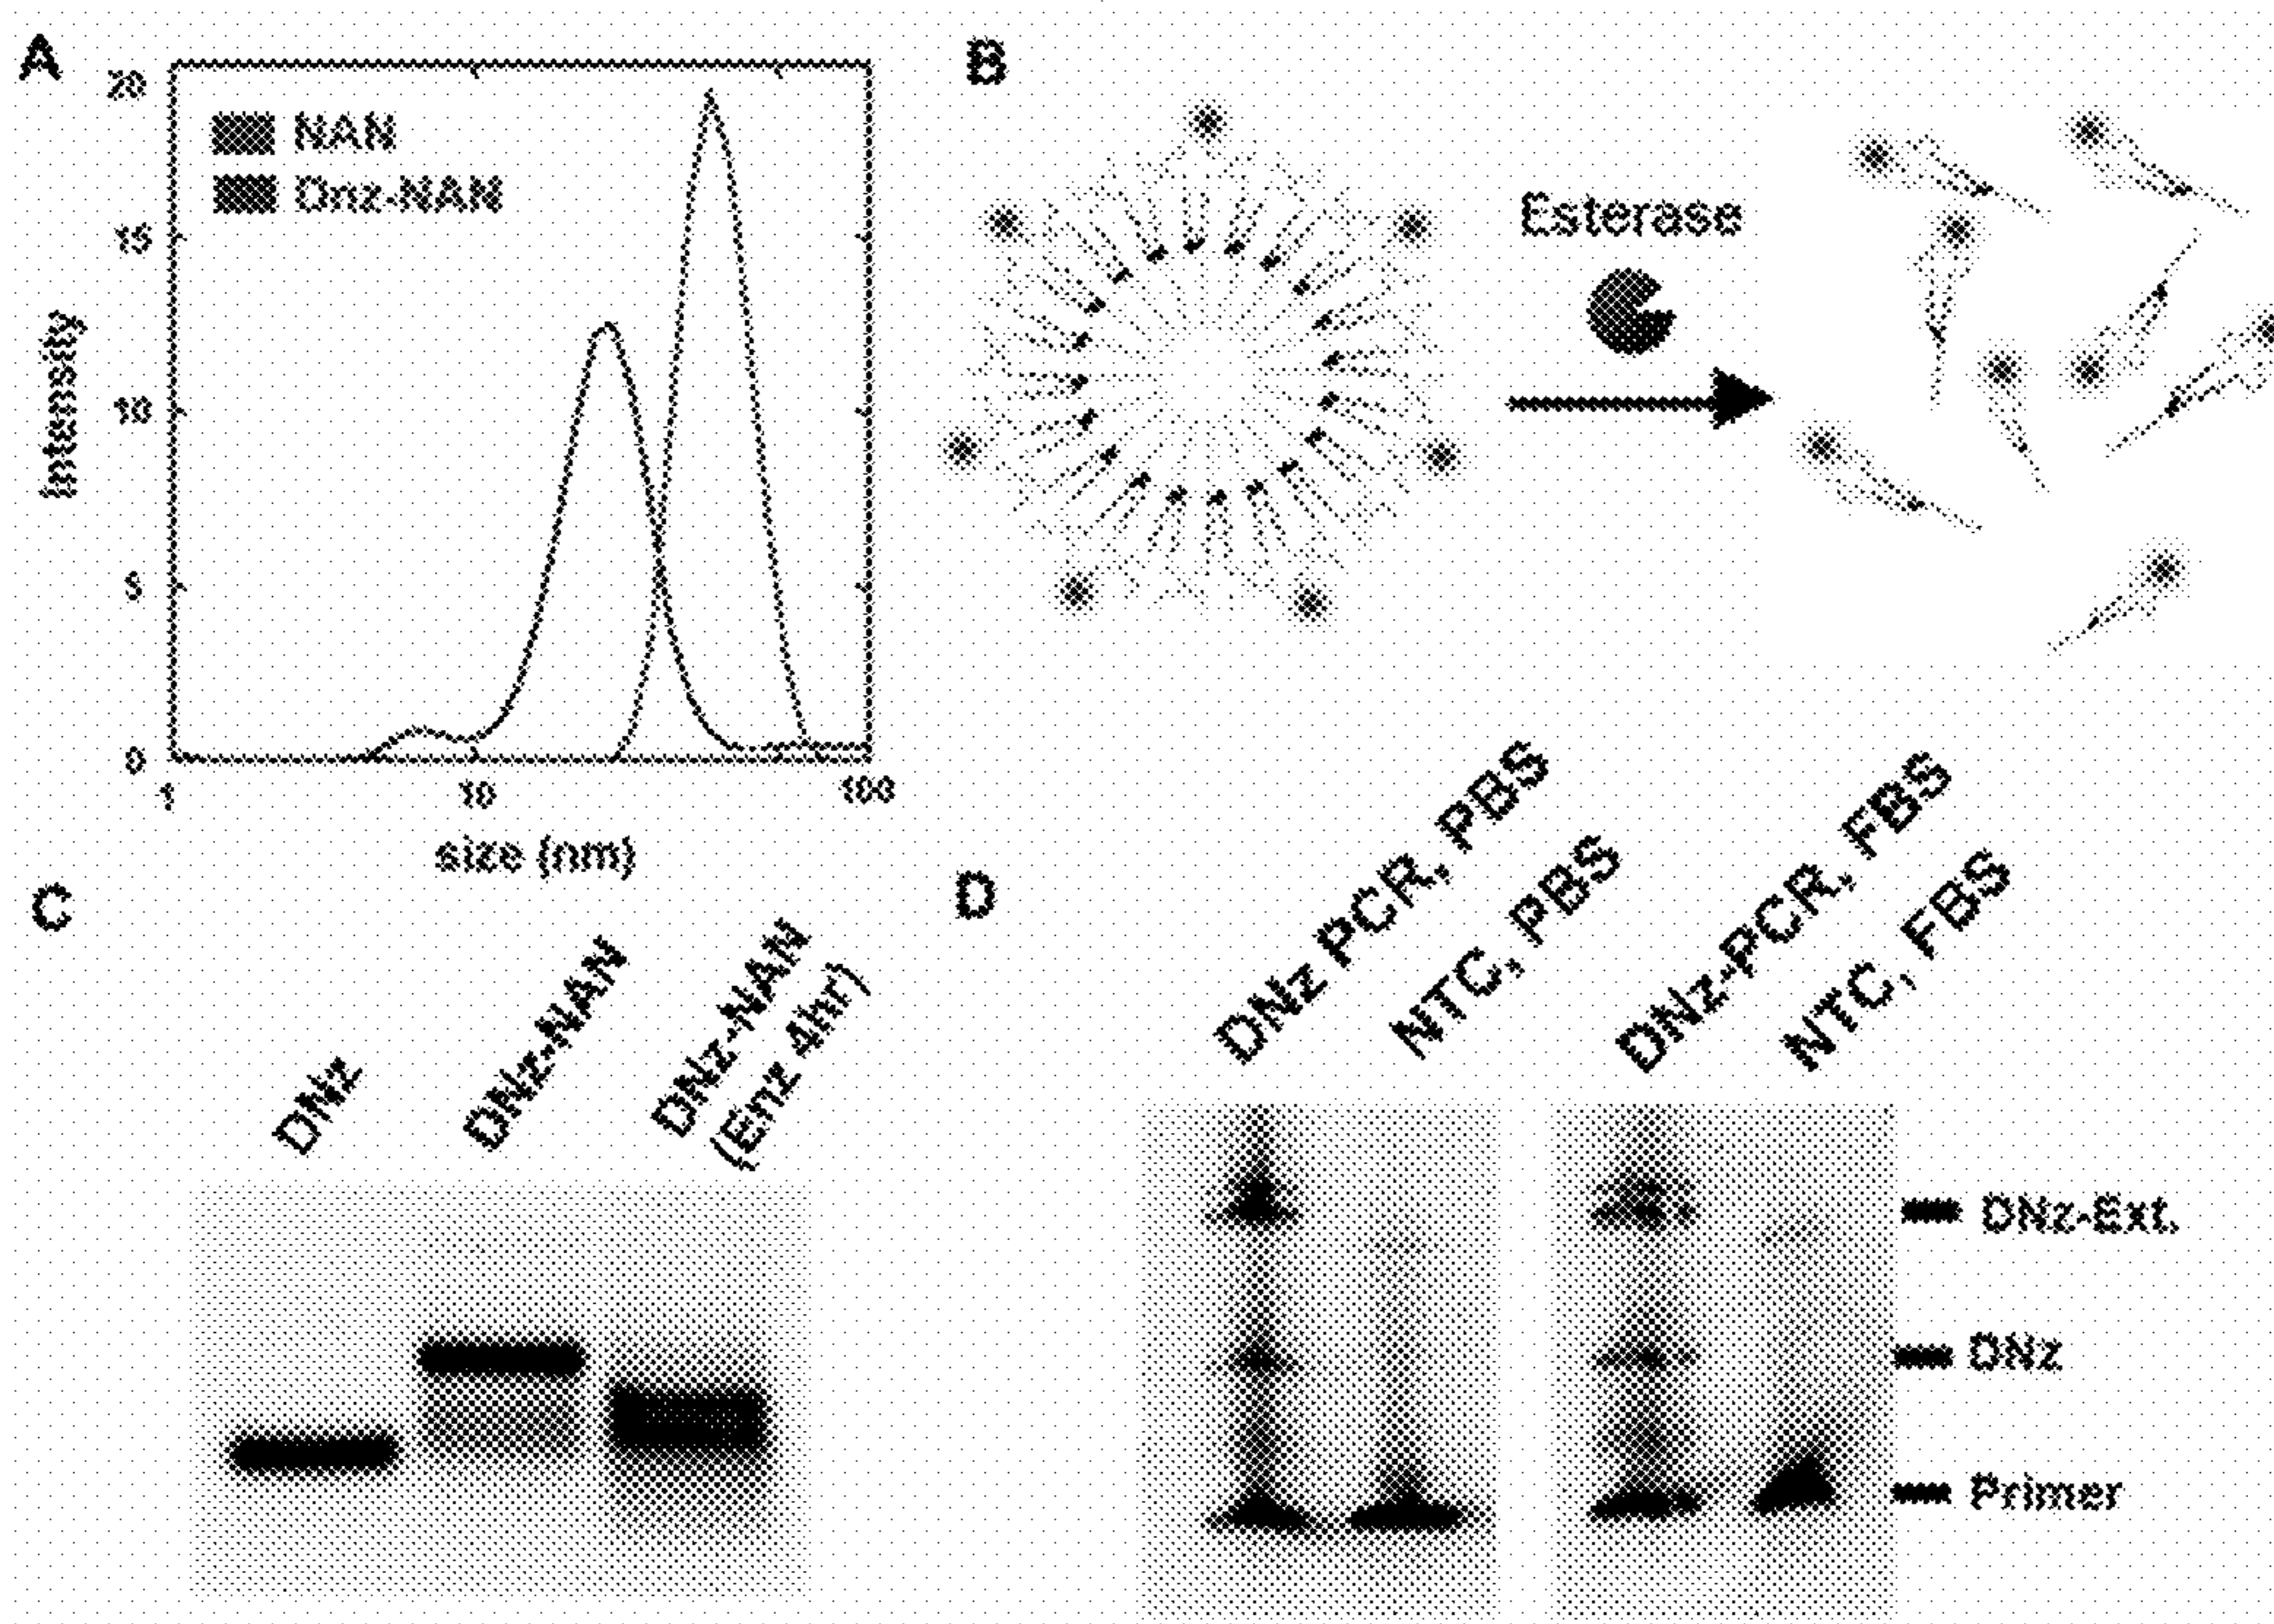 A
20
NAN
Dnz-NAN
15
Intensity
10
5
0
1
10
100
size (nm)
B
Esterase
C
DNz
DNz-NAN
DNz-NAN
(Enz 4hr)
D
DNz PCR, PBS
NTC, PBS
DNz-PCR, FBS
NTC, FBS
DNz-Ext.
DNz
Primer